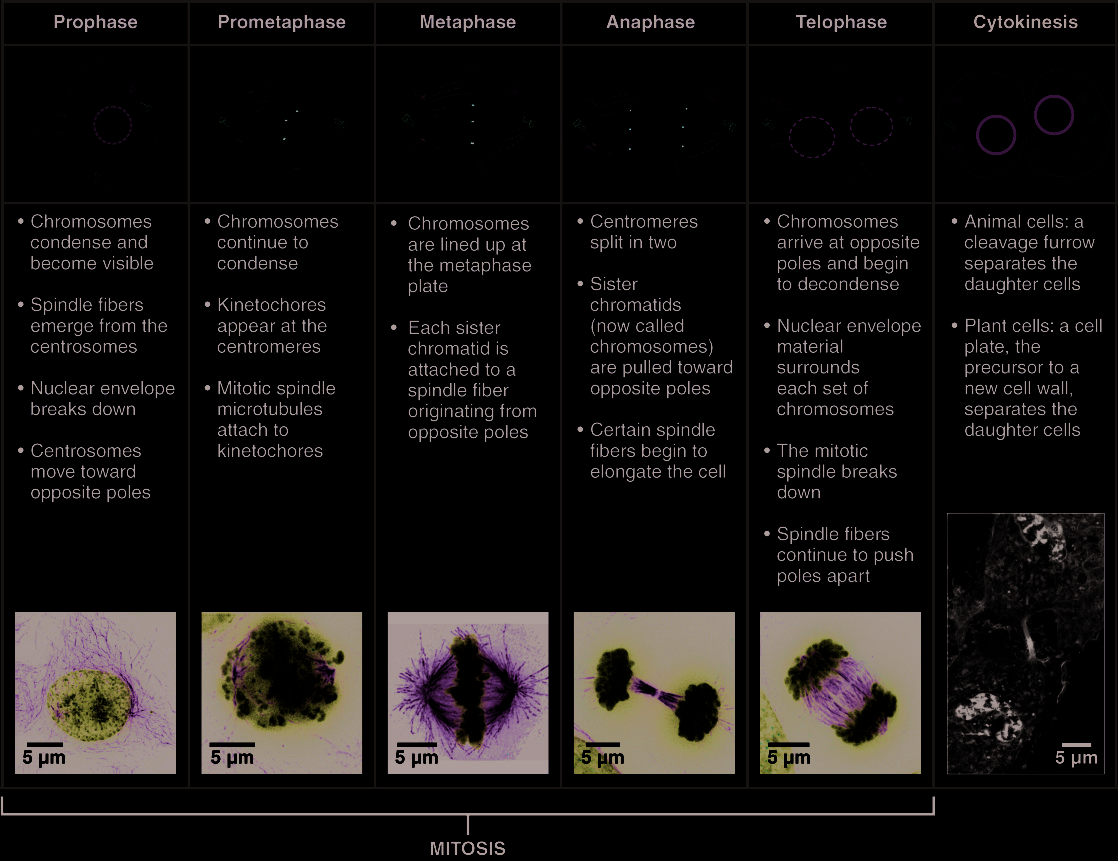 Prophase
Prometaphase
Metaphase
Anaphase
Telophase
Cytokinesis
• Chromosomes
condense and
become visible
• Spindle fibers
emerge from the
centrosomes
• Nuclear envelope
breaks down
• Centrosomes
move toward
opposite poles
• Chromosomes
continue to
condense
• Kinetochores
appear at the
centromeres
• Mitotic spindle
microtubules
attach to
kinetochores
• Chromosomes
are lined up at
the metaphase
plate
• Each sister
chromatid is
attached to a
spindle fiber
originating from
opposite poles
• Centromeres
split in two
• Sister
chromatids
(now called
chromosomes)
are pulled toward
opposite poles
• Certain spindle
fibers begin to
elongate the cell
• Chromosomes
arrive at opposite
poles and begin
to decondense
• Nuclear envelope
material
surrounds
each set of
chromosomes
• The mitotic
spindle breaks
down
• Spindle fibers
continue to push
poles apart
• Animal cells: a
cleavage furrow
separates the
daughter cells
• Plant cells: a cell
plate, the
precursor to a
new cell wall,
separates the
daughter cells
5 µm
5 µm
5 µm
5 µm
5 µm
5 µm
MITOSIS